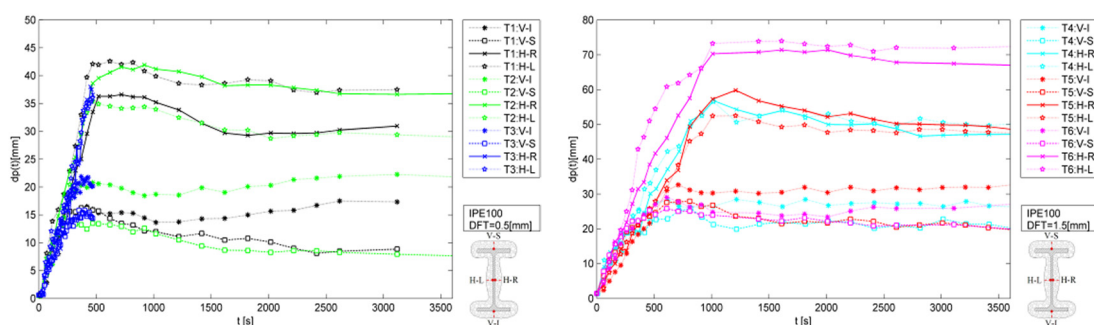 50
45
40
35
30
25
20
15
10
5
0
dp(t)[mm]
0 500 1000 1500 2000 2500 3000 3500
t [s]
T1:V-I
T1:V-S
T1:H-R
T1:H-L
T2:V-I
T2:V-S
T2:H-R
T2:H-L
T3:V-I
T3:V-S
T3:H-R
T3:H-L
IPE100
DFT=0.5[mm]
V-S
H-L H-R
V-I
80
70
60
50
40
30
20
10
0
dp(t)[mm]
0 500 1000 1500 2000 2500 3000 3500
t [s]
T4:V-I
T4:V-S
T4:H-R
T4:H-L
T5:V-I
T5:V-S
T5:H-R
T5:H-L
T6:V-I
T6:V-S
T6:H-R
T6:H-L
IPE100
DFT=1.5[mm]
V-S
H-L H-R
V-I